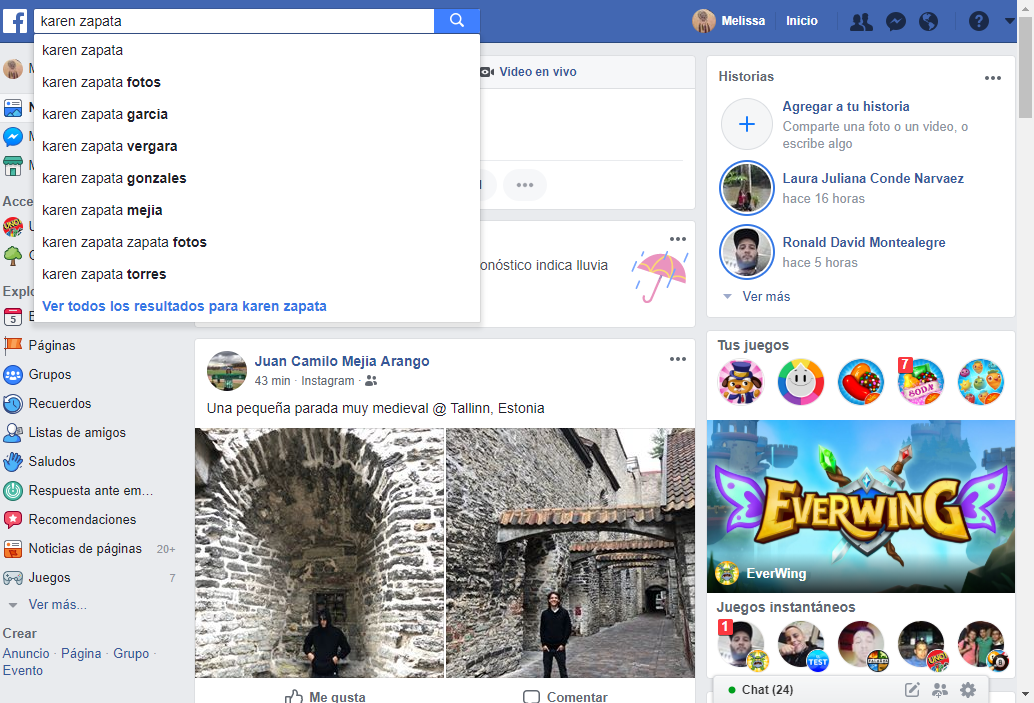 karen zapata
Melissa
Inicio
karen zapata
karen zapata fotos
karen zapata garcia
karen zapata vergara
karen zapata gonzales
karen zapata mejia
karen zapata zapata fotos
karen zapata torres
Ver todos los resultados para karen zapata
Video en vivo
onóstico indica lluvia
Acce
Explo
5
Páginas
Grupos
Recuerdos
Listas de amigos
Saludos
Respuesta ante em...
Recomendaciones
Noticias de páginas 20+
Juegos 7
Ver más...
Crear
Anuncio · Página · Grupo ·
Evento
Juan Camilo Mejia Arango
43 min · Instagram ·
Una pequeña parada muy medieval @ Tallinn, Estonia
Me gusta
Comentar
Historias
Agregar a tu historia
Comparte una foto o un video, o
escribe algo
Laura Juliana Conde Narvaez
hace 16 horas
Ronald David Montealegre
hace 5 horas
Ver más
Tus juegos
7
SODA
EVERWING
EverWing
Juegos instantáneos
1
TEST
UNO
8
Chat (24)